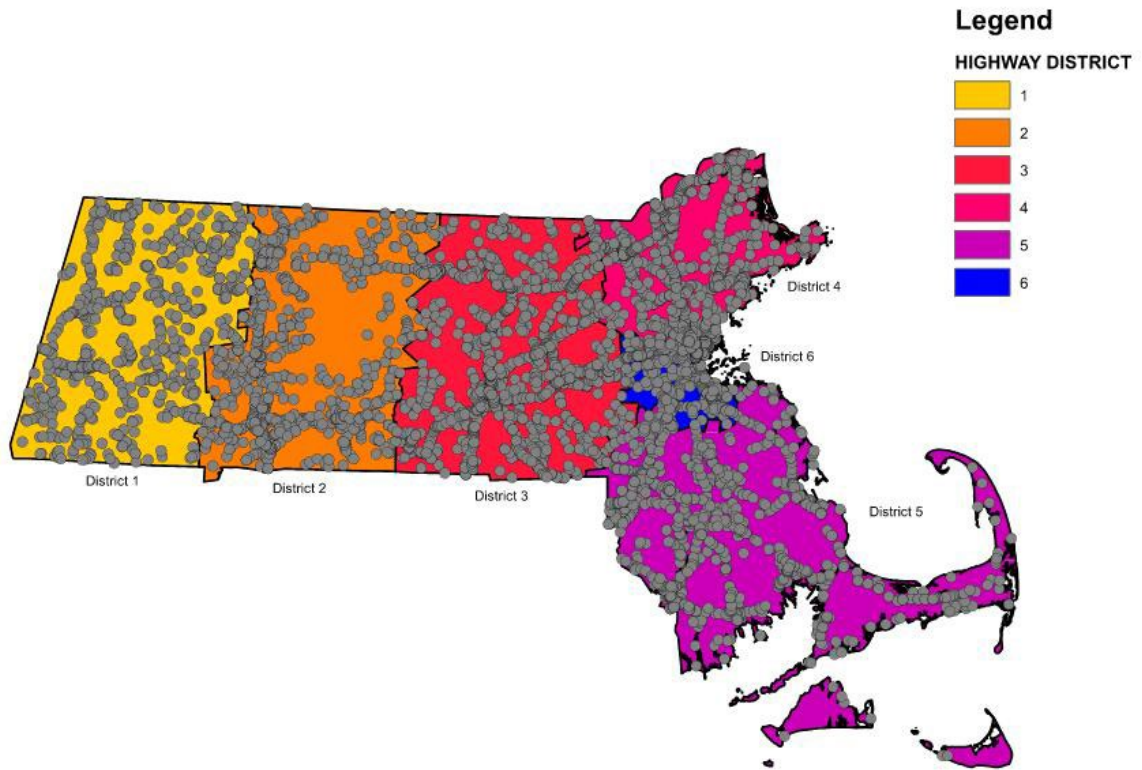 Legend
HIGHWAY DISTRICT
1
2
3
4
5
6
District 4
District 6
District 1
District 2
District 3
District 5